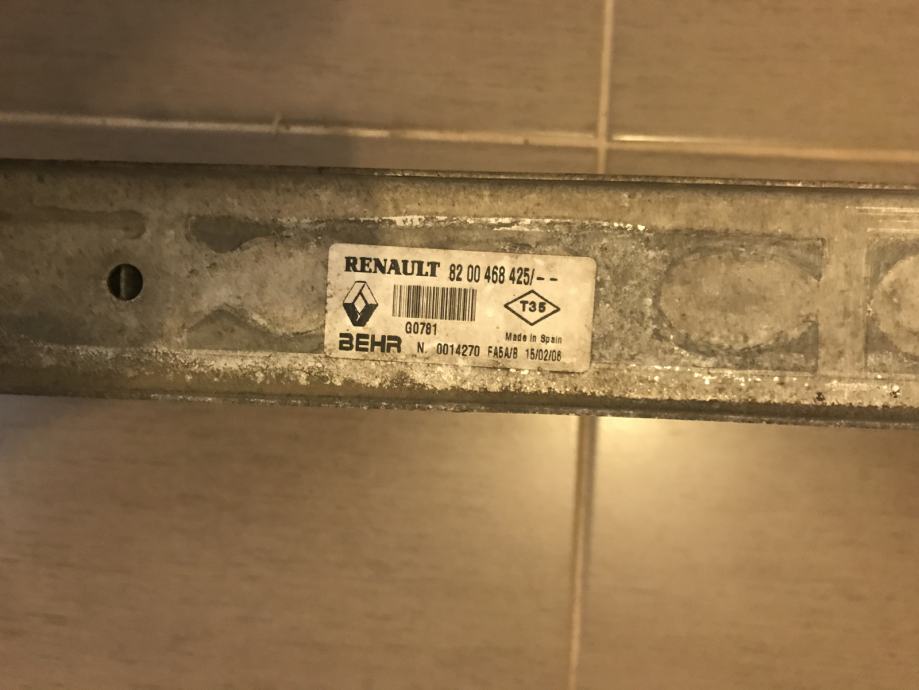 RENAULT 82 00 468 425/--
T35
G0781
Made in Spain
BEHR N. 0014270 FA5A/B 15/02/06